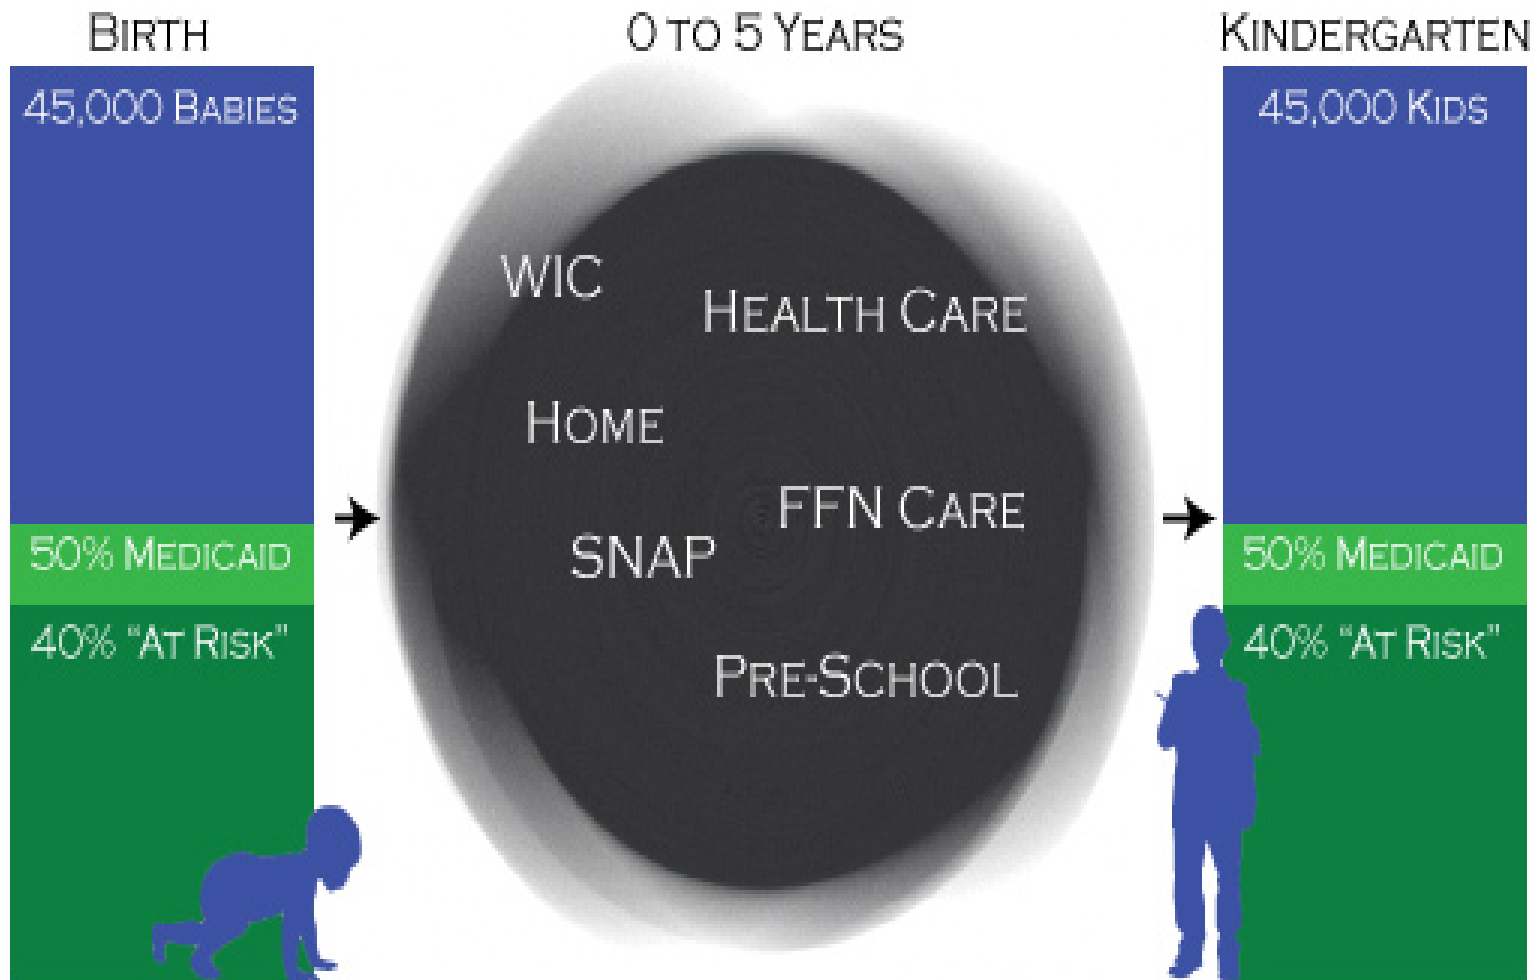 BIRTH
45,000 BABIES
50% MEDICAID
40% “AT RISK”
0 TO 5 YEARS
WIC
HEALTH CARE
HOME
FFN CARE
SNAP
PRE-SCHOOL
KINDERGARTEN
45,000 KIDS
50% MEDICAID
40% “AT RISK”